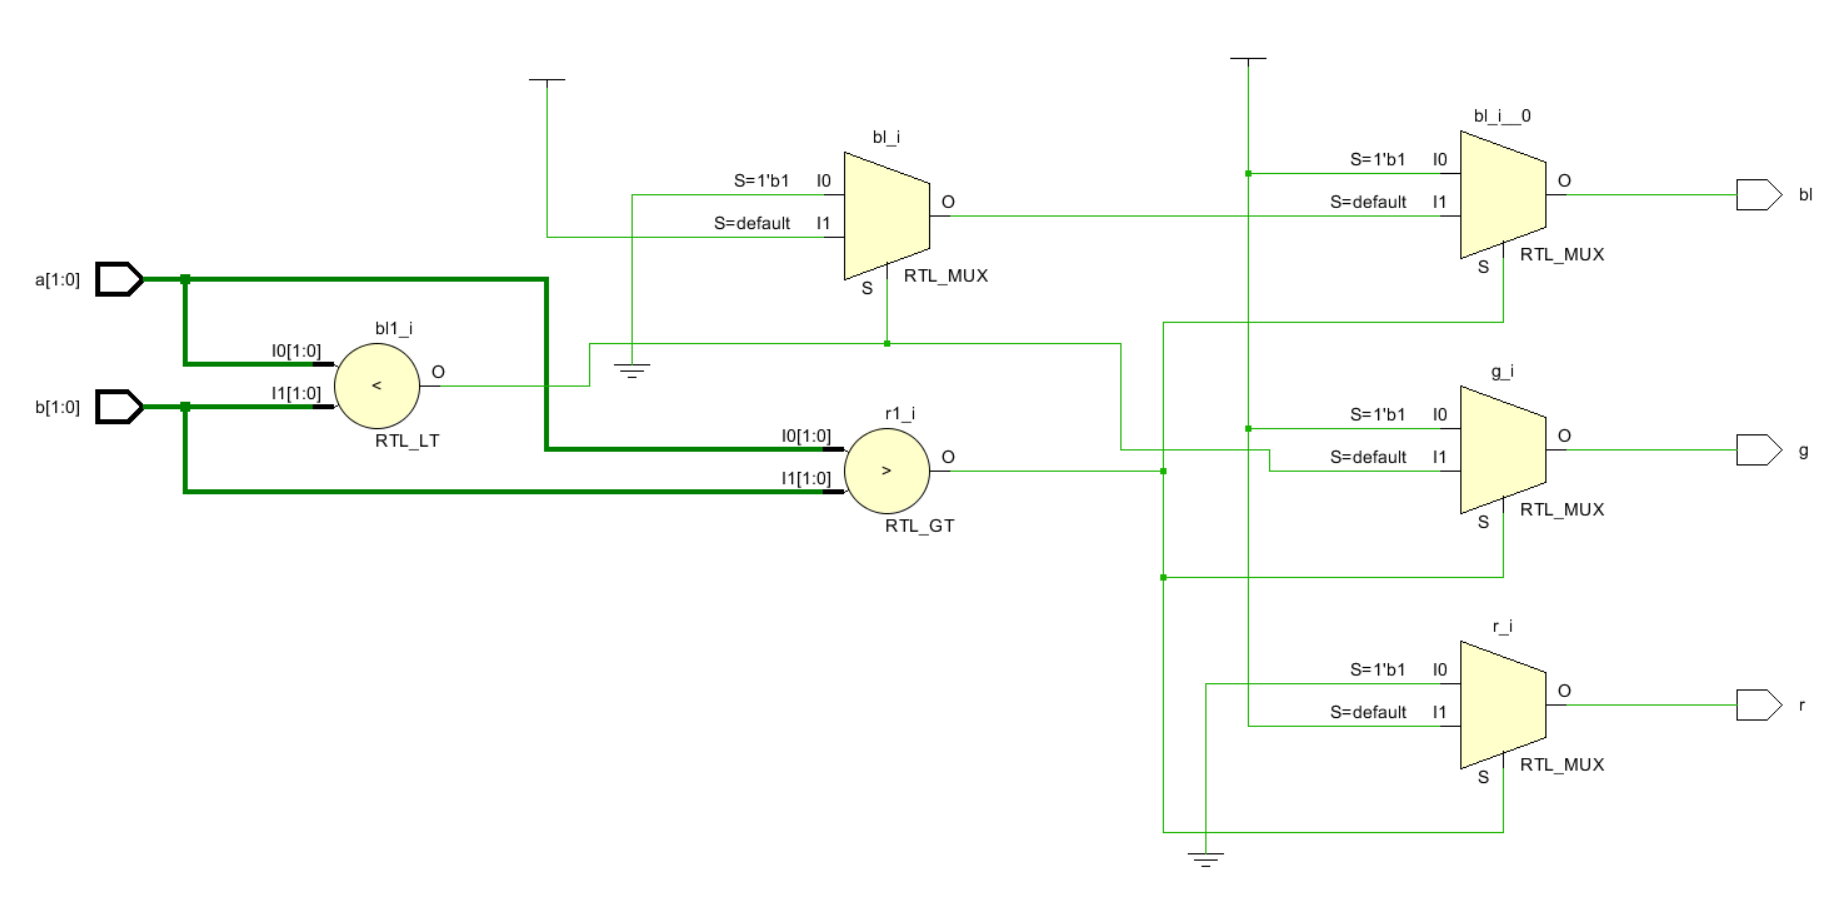 bl_i
S=1'b1 I0
S=default I1
O
S
RTL_MUX
bl_i__0
S=1'b1 I0
S=default I1
O
S
RTL_MUX
bl
a[1:0]
b[1:0]
bl1_i
I0[1:0]
I1[1:0]
<
O
RTL_LT
r1_i
I0[1:0]
I1[1:0]
>
O
RTL_GT
g_i
S=1'b1 I0
S=default I1
O
S
RTL_MUX
g
r_i
S=1'b1 I0
S=default I1
O
S
RTL_MUX
r